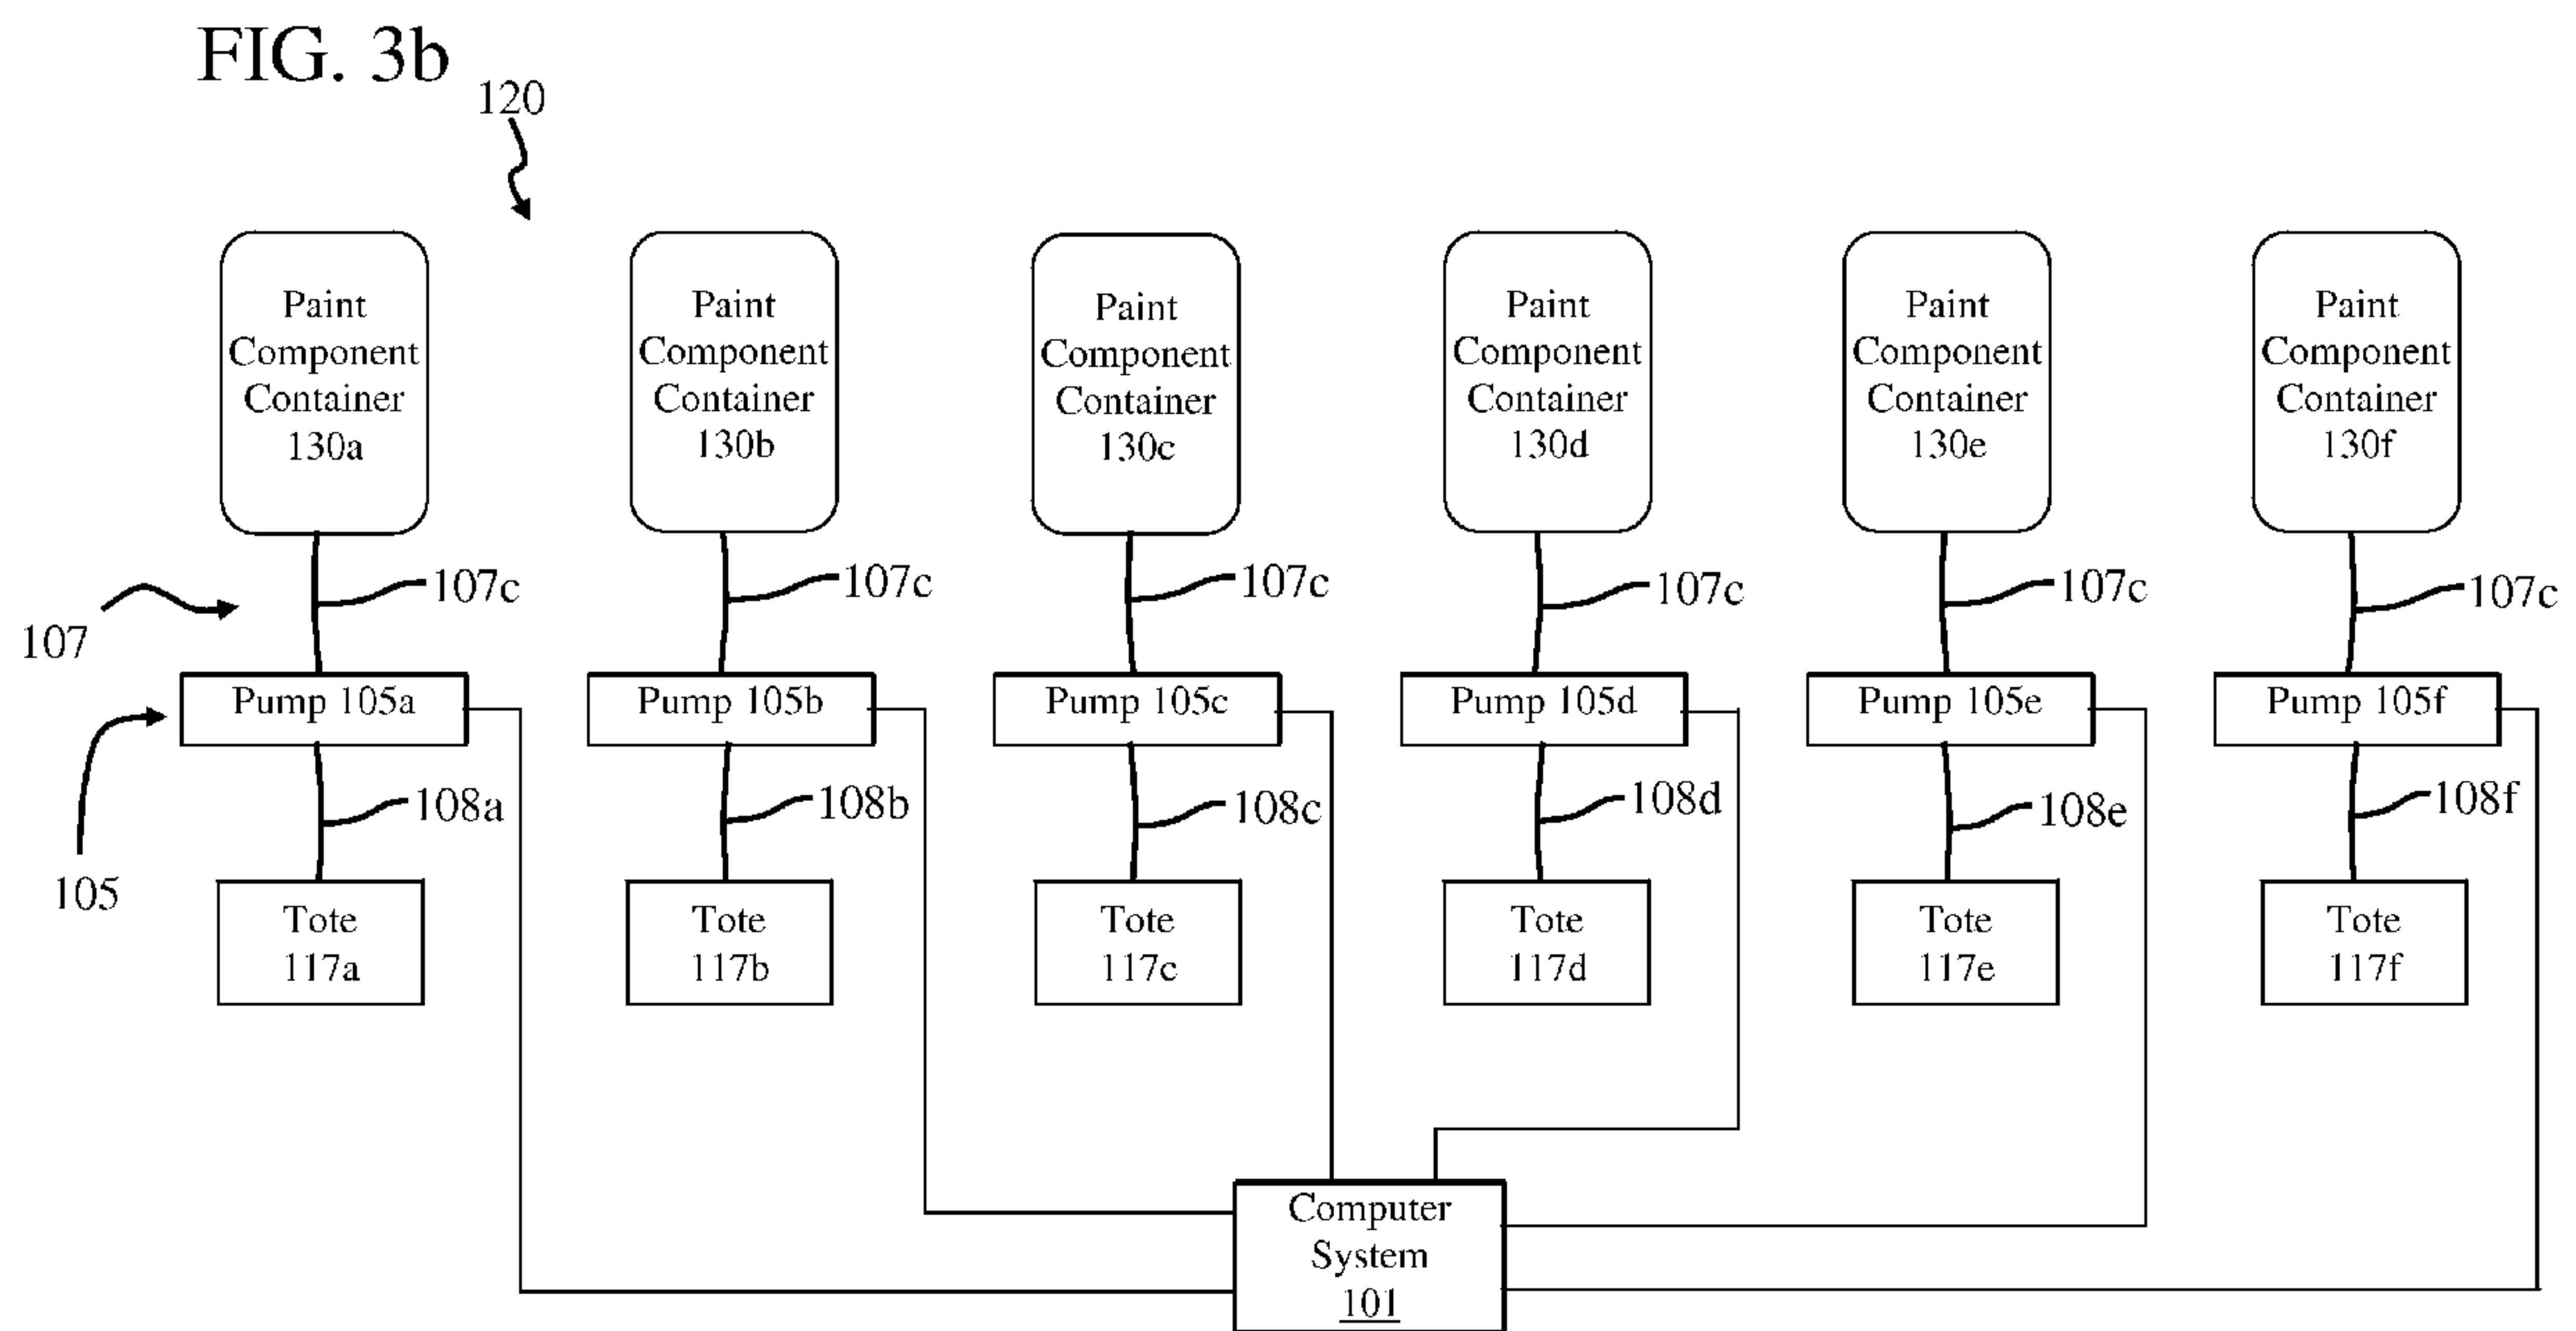 FIG. 3b
120
Paint
Component
Container
130a
Paint
Component
Container
130b
Paint
Component
Container
130c
Paint
Component
Container
130d
Paint
Component
Container
130e
Paint
Component
Container
130f
107
107c
107c
107c
107c
107c
107c
Pump 105a
Pump 105b
Pump 105c
Pump 105d
Pump 105e
Pump 105f
105
108a
108b
108c
108d
108e
108f
Tote
117a
Tote
117b
Tote
117c
Tote
117d
Tote
117e
Tote
117f
Computer
System
101